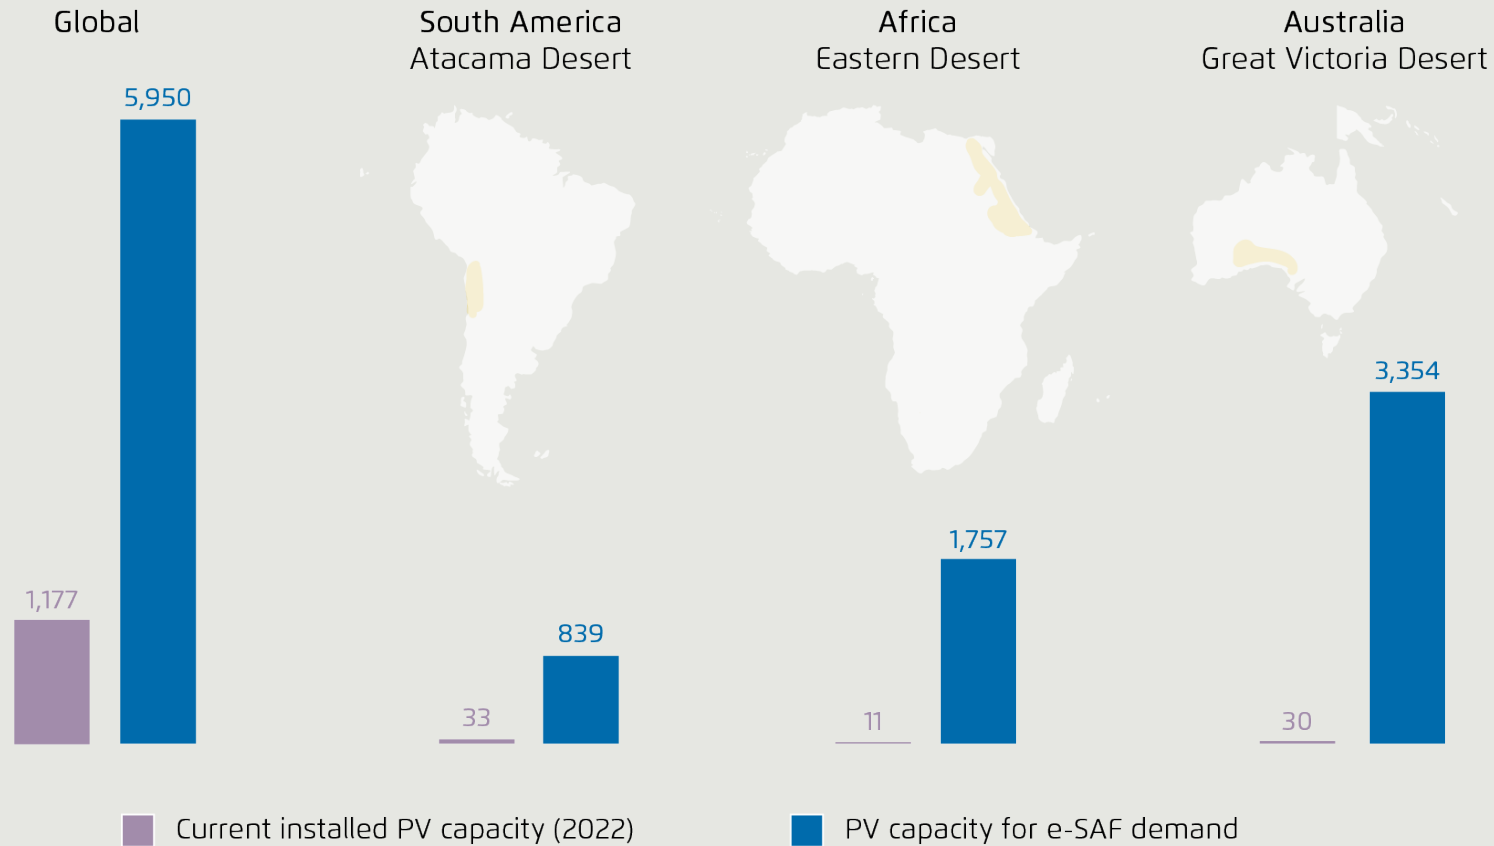 Global
South America
Atacama Desert
Africa
Eastern Desert
Australia
Great Victoria Desert
5,950
1,177
839
33
1,757
11
3,354
30
Current installed PV capacity (2022)
PV capacity for e-SAF demand